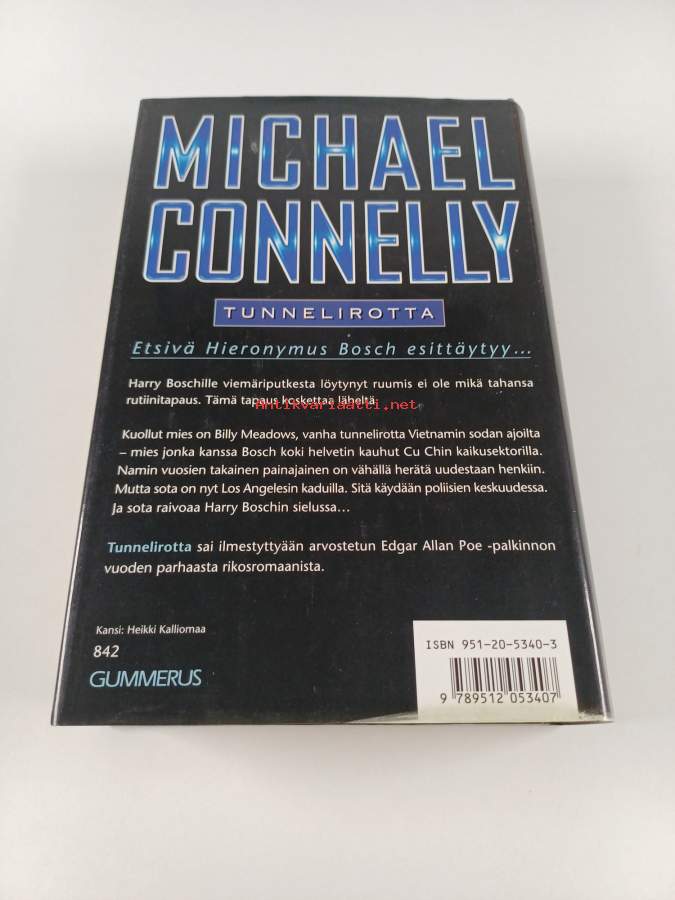 MICHAEL
CONNELLY
TUNNELIROTTA
Etsivä Hieronymus Bosch esittäytyy...
Harry Boschille viemäriputkesta löytynyt ruumis ei ole mikä tahansa
rutiinitapaus. Tämä tapaus koskettaa läheltä.
Antikvariaatti.net
Kuollut mies on Billy Meadows, vanha tunnelirotta Vietnamin sodan ajoilta
– mies jonka kanssa Bosch koki helvetin kauhut Cu Chin kaikusektorilla.
Namin vuosien takainen painajainen on vähällä herätä uudestaan henkiin.
Mutta sota on nyt Los Angelesin kaduilla. Sitä käydään poliisien keskuudessa.
Ja sota raivoaa Harry Boschin sielussa...
Tunnelirotta sai ilmestyttyään arvostetun Edgar Allan Poe -palkinnon
vuoden parhaasta rikosromaanista.
Kansi: Heikki Kalliomaa
842
GUMMERUS
ISBN 951-20-5340-3
9 789512 053407